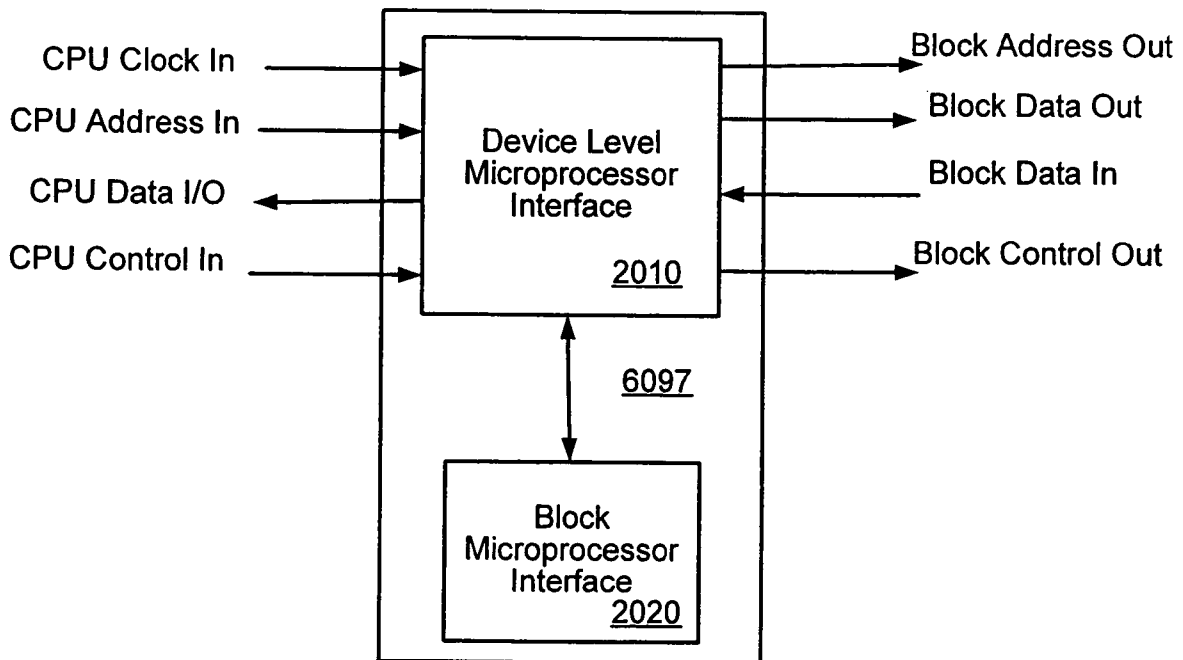 CPU Clock In
CPU Address In
CPU Data I/O
CPU Control In
Device Level
Microprocessor
Interface
2010
Block Address Out
Block Data Out
Block Data In
Block Control Out
6097
Block
Microprocessor
Interface
2020